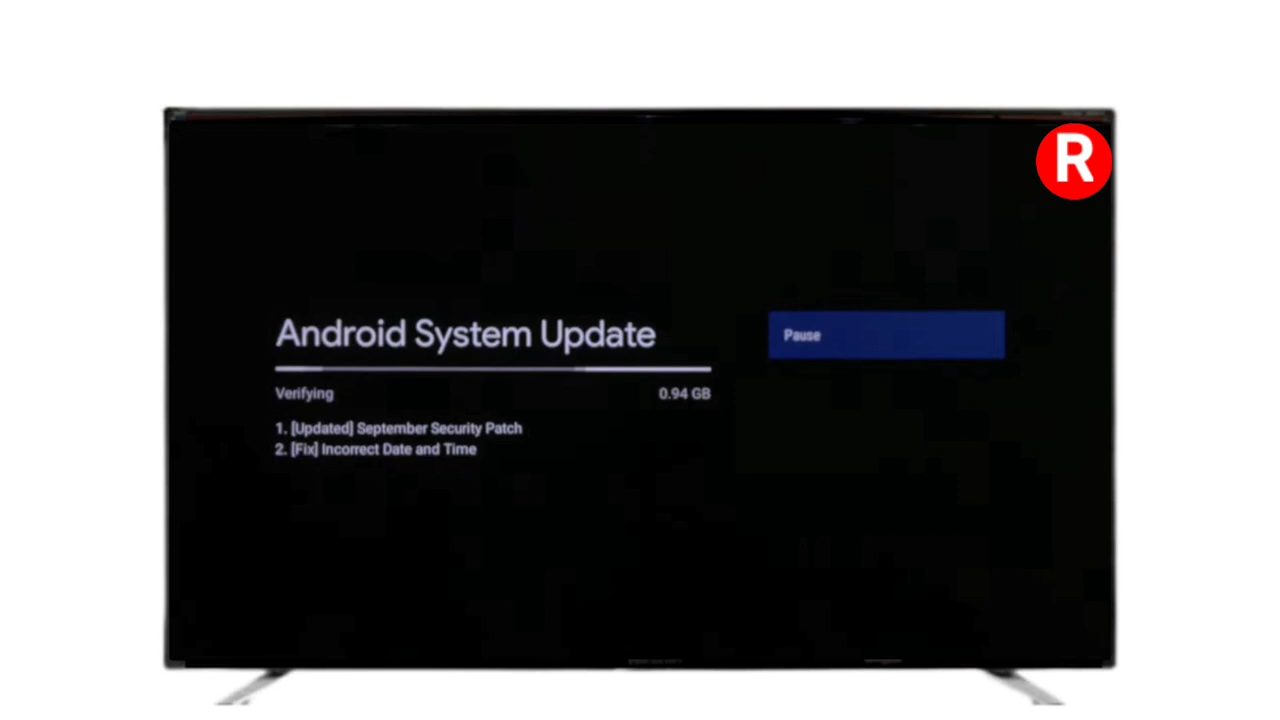 R
Android System Update
Pause
Verifying
0.94 GB
1. [Updated] September Security Patch
2. [Fix] Incorrect Date and Time